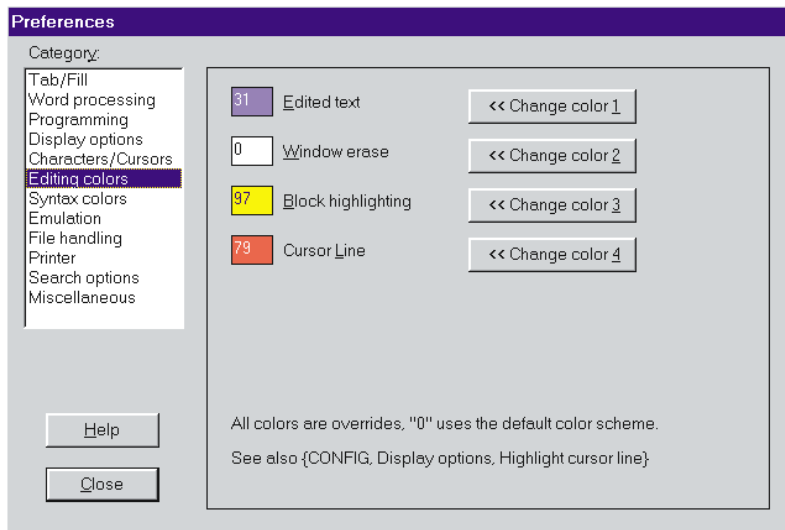 Preferences
Category:
Tab/Fill
Word processing
Programming
Display options
Characters/Cursors
Editing colors
Syntax colors
Emulation
File handling
Printer
Search options
Miscellaneous
31 Edited text << Change color 1
0 Window erase << Change color 2
97 Block highlighting << Change color 3
79 Cursor Line << Change color 4
All colors are overrides, "0" uses the default color scheme.
See also {CONFIG, Display options, Highlight cursor line}
Help
Close